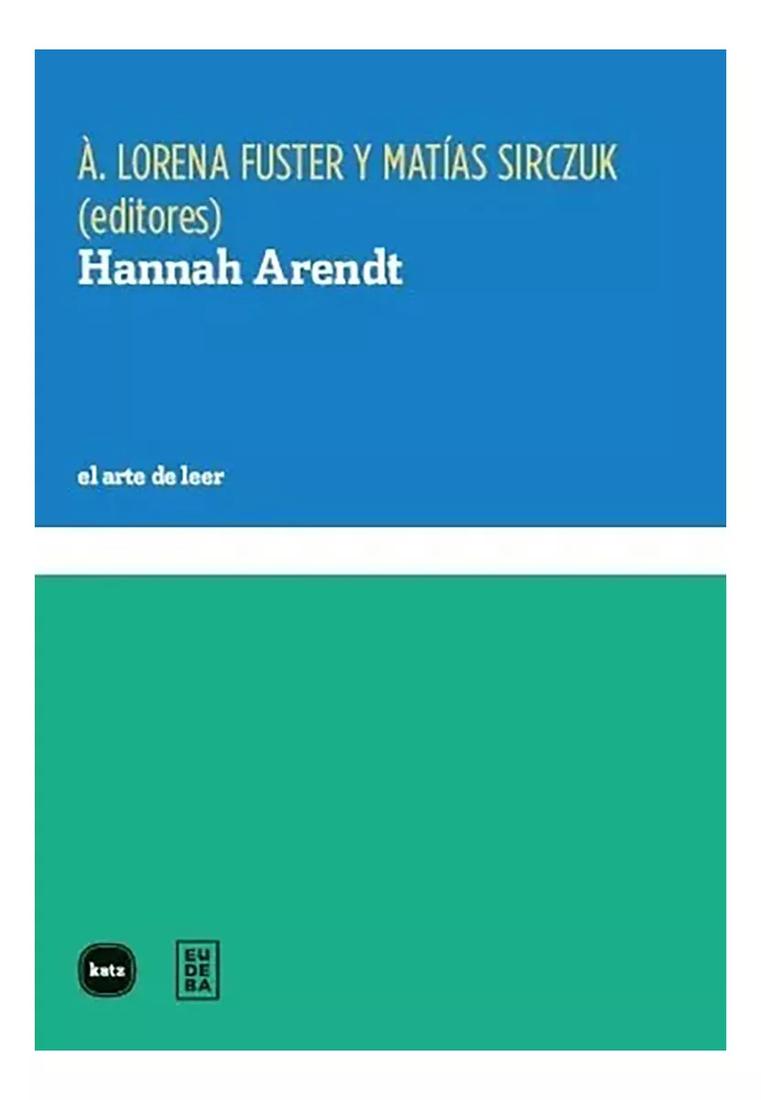 À. LORENA FUSTER Y MATÍAS SIRCZUK
(editores)
Hannah Arendt
el arte de leer
katz
EU
DE
BA